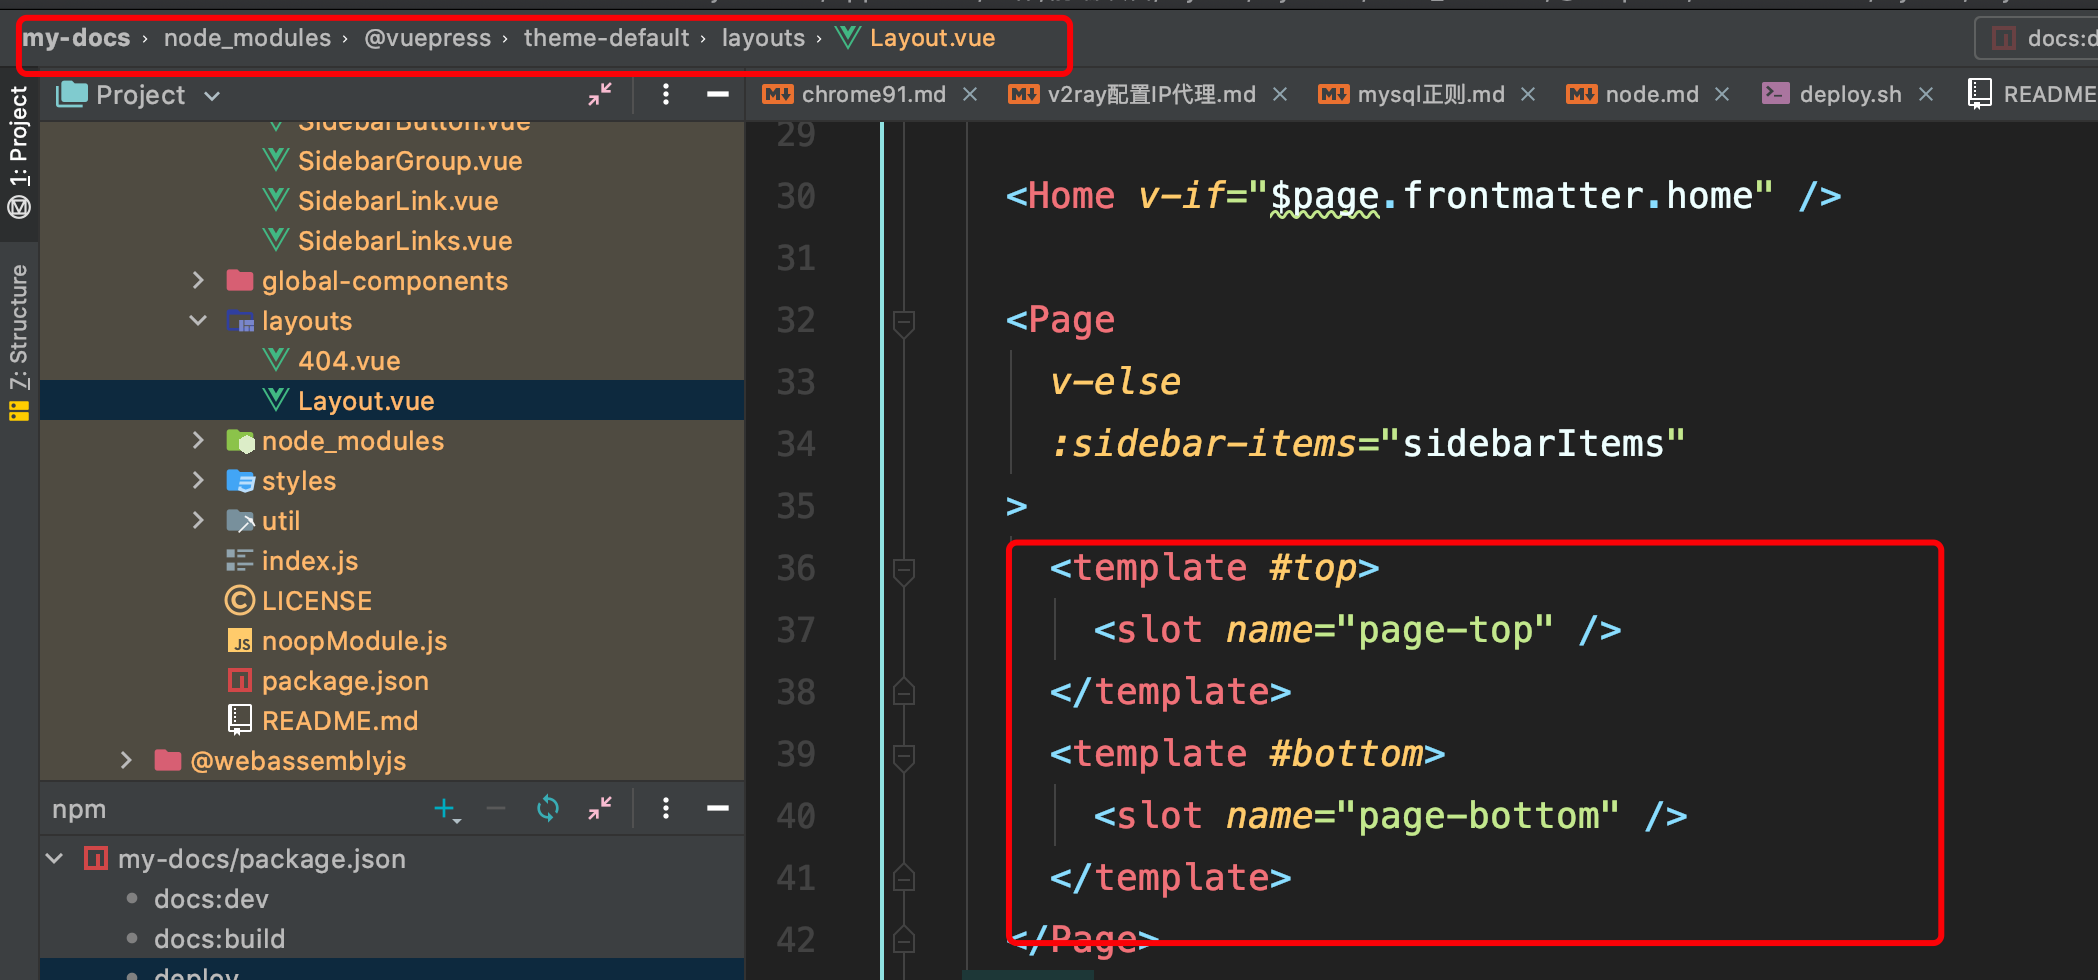 my-docs › node_modules › @vuepress › theme-default › layouts › Layout.vue
docs:d
1: Project
7: Structure
Project
chrome91.md
v2ray配置IP代理.md
mysql正则.md
node.md
deploy.sh
README
SidebarButton.vue
SidebarGroup.vue
SidebarLink.vue
SidebarLinks.vue
global-components
layouts
404.vue
Layout.vue
node_modules
styles
util
index.js
LICENSE
noopModule.js
package.json
README.md
@webassemblyjs
npm
my-docs/package.json
docs:dev
docs:build
deploy
29
30 <Home v-if="$page.frontmatter.home" />
31
32 <Page
33 v-else
34 :sidebar-items="sidebarItems"
35 >
36 <template #top>
37 <slot name="page-top" />
38 </template>
39 <template #bottom>
40 <slot name="page-bottom" />
41 </template>
42 </Page>